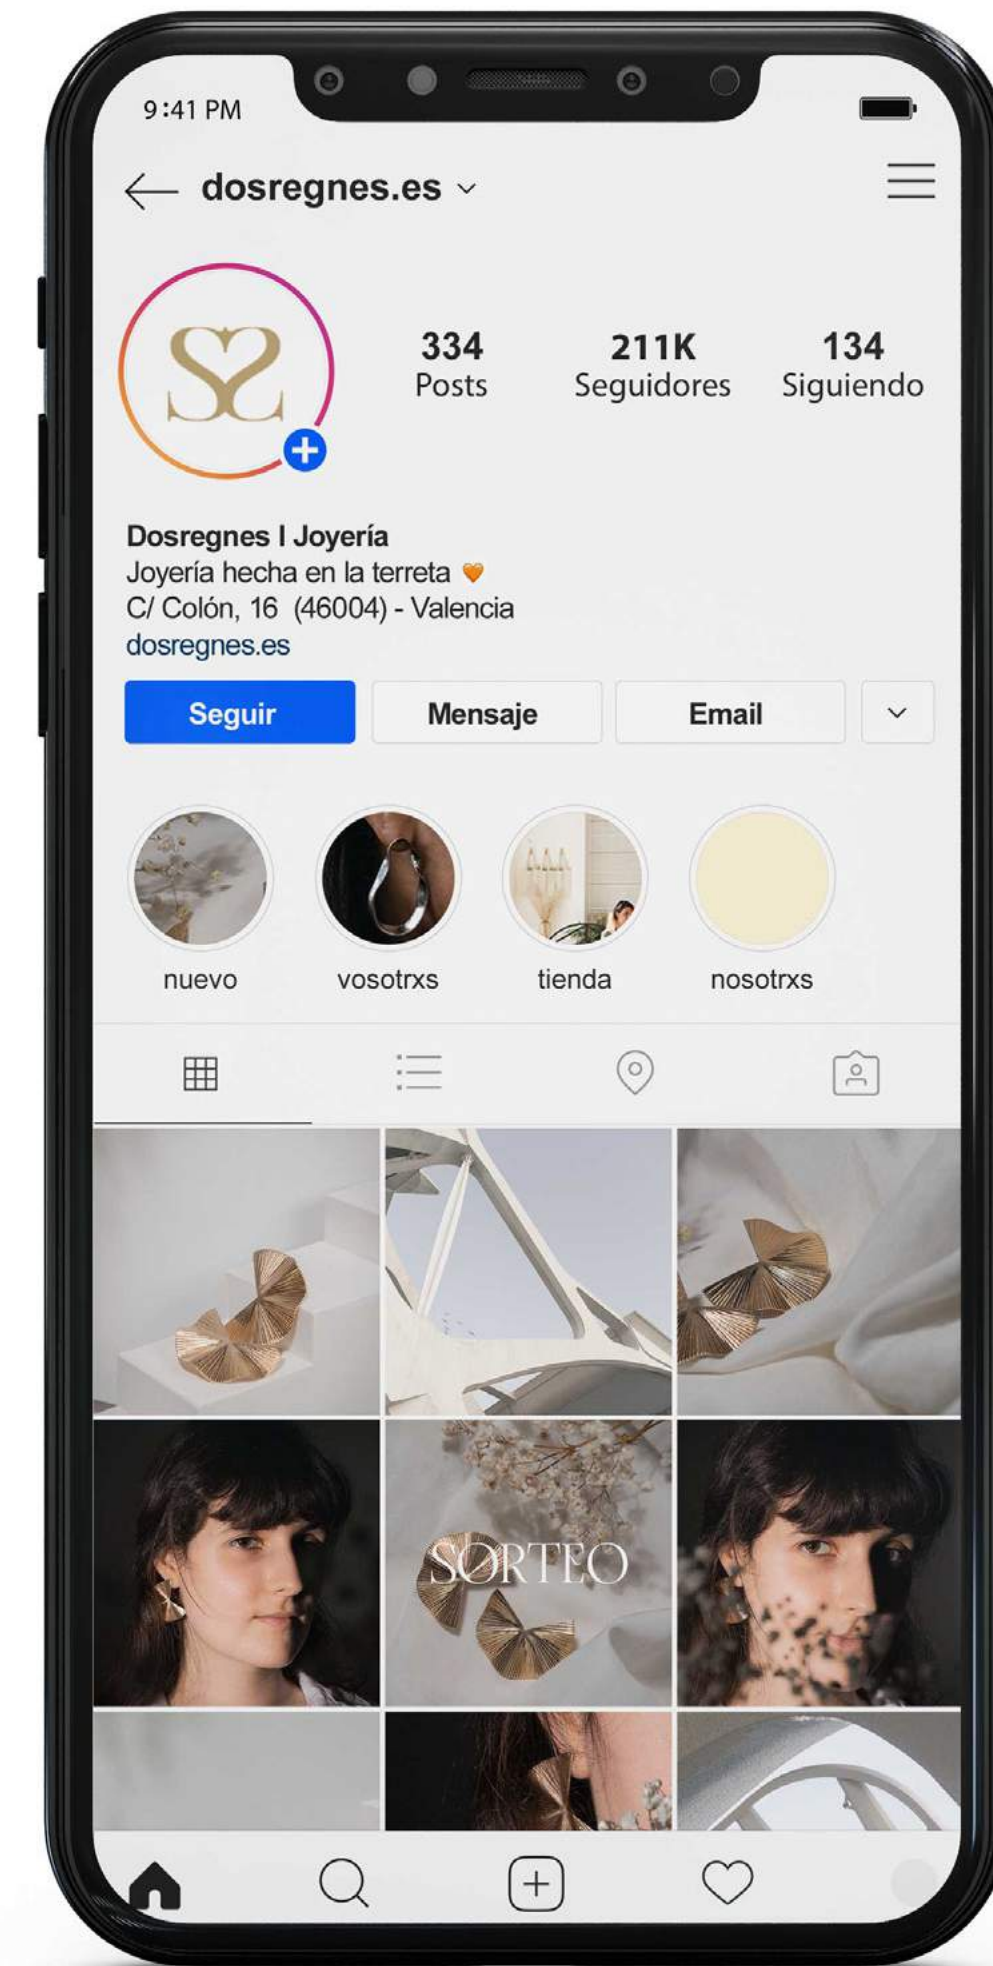 9:41 PM
dosregnes.es
334
Posts
211K
Seguidores
134
Siguiendo
Dosregnes I Joyería
Joyería hecha en la terreta 🧡
C/ Colón, 16 (46004) - Valencia
dosregnes.es
Seguir
Mensaje
Email
nuevo
vosotrxs
tienda
nosotrxs
SORTEO